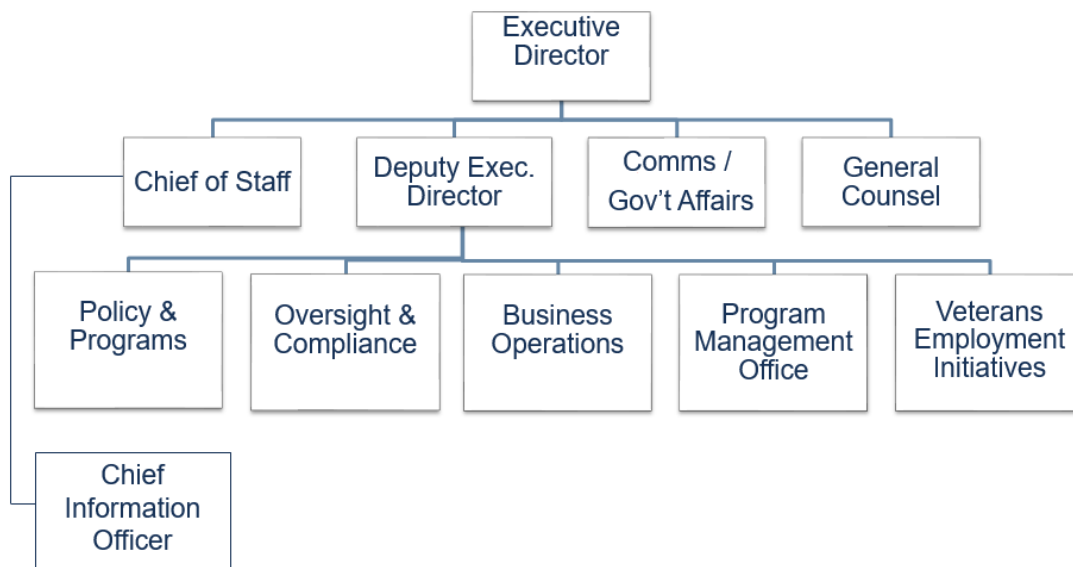 Executive
Director
Chief of Staff
Deputy Exec.
Director
Comms /
Gov’t Affairs
General
Counsel
Policy &
Programs
Oversight &
Compliance
Business
Operations
Program
Management
Office
Veterans
Employment
Initiatives
Chief
Information
Officer